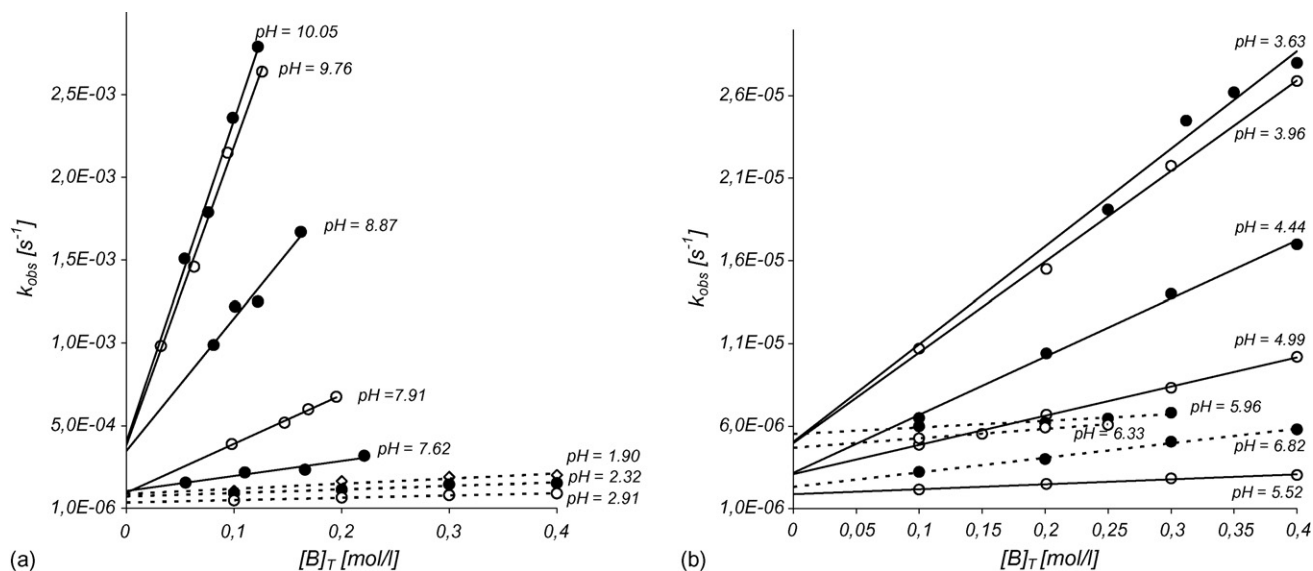 pH = 10.05
pH = 9.76
2,5E-03
2,0E-03
kobs [s-1]
1,5E-03
pH = 8.87
1,0E-03
pH =7.91
5,0E-04
pH = 7.62
pH = 1.90
pH = 2.32
pH = 2.91
1,0E-06
0
0,1
0,2
0,3
0,4
(a)
[B]T [mol/l]
pH = 3.63
2,6E-05
pH = 3.96
2,1E-05
kobs [s-1]
pH = 4.44
1,6E-05
pH = 4.99
1,1E-05
pH = 5.96
6,0E-06
pH = 6.33
pH = 6.82
pH = 5.52
1,0E-06
0
0,05
0,1
0,15
0,2
0,25
0,3
0,35
0,4
(b)
[B]T [mol/l]